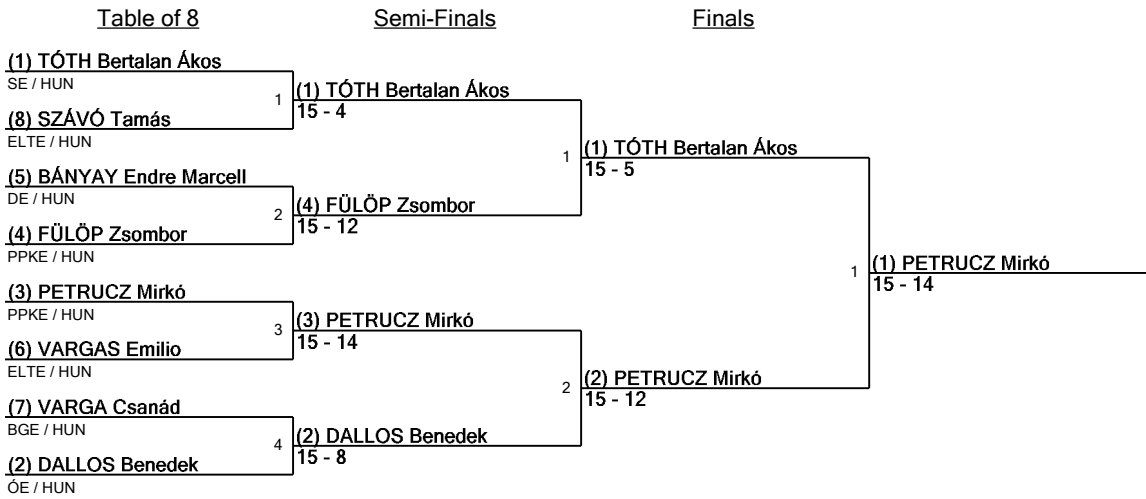 Table of 8
Semi-Finals
Finals
(1) TÓTH Bertalan Ákos
SE / HUN
1
(8) SZÁVÓ Tamás
ELTE / HUN
(5) BÁNYAY Endre Marcell
DE / HUN
2
(4) FÜLÖP Zsombor
PPKE / HUN
(3) PETRUCZ Mirkó
PPKE / HUN
3
(6) VARGAS Emilio
ELTE / HUN
(7) VARGA Csanád
BGE / HUN
4
(2) DALLOS Benedek
ÓE / HUN
(1) TÓTH Bertalan Ákos
15 - 4
1
(4) FÜLÖP Zsombor
15 - 12
(3) PETRUCZ Mirkó
15 - 14
2
(2) DALLOS Benedek
15 - 8
(1) TÓTH Bertalan Ákos
15 - 5
1
(2) PETRUCZ Mirkó
15 - 12
(1) PETRUCZ Mirkó
15 - 14